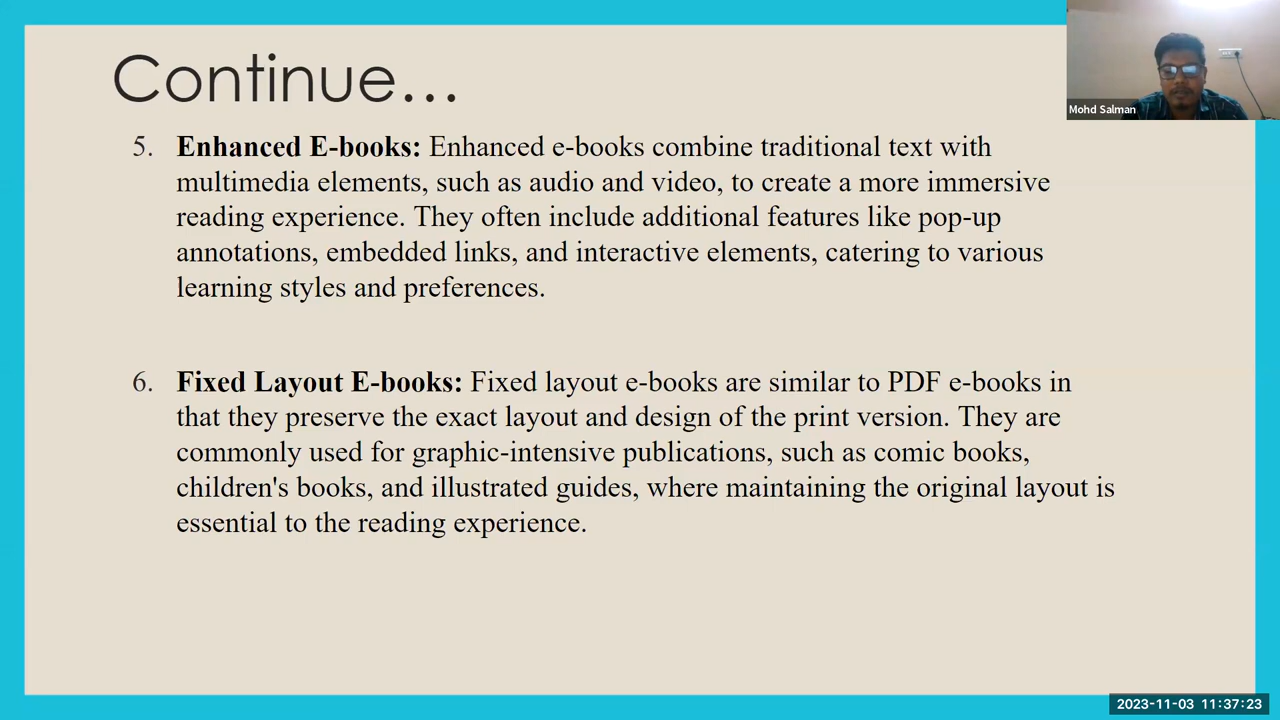 Continue…
Mohd Salman
5. Enhanced E-books: Enhanced e-books combine traditional text with
multimedia elements, such as audio and video, to create a more immersive
reading experience. They often include additional features like pop-up
annotations, embedded links, and interactive elements, catering to various
learning styles and preferences.
6. Fixed Layout E-books: Fixed layout e-books are similar to PDF e-books in
that they preserve the exact layout and design of the print version. They are
commonly used for graphic-intensive publications, such as comic books,
children's books, and illustrated guides, where maintaining the original layout is
essential to the reading experience.
2023-11-03 11:37:23